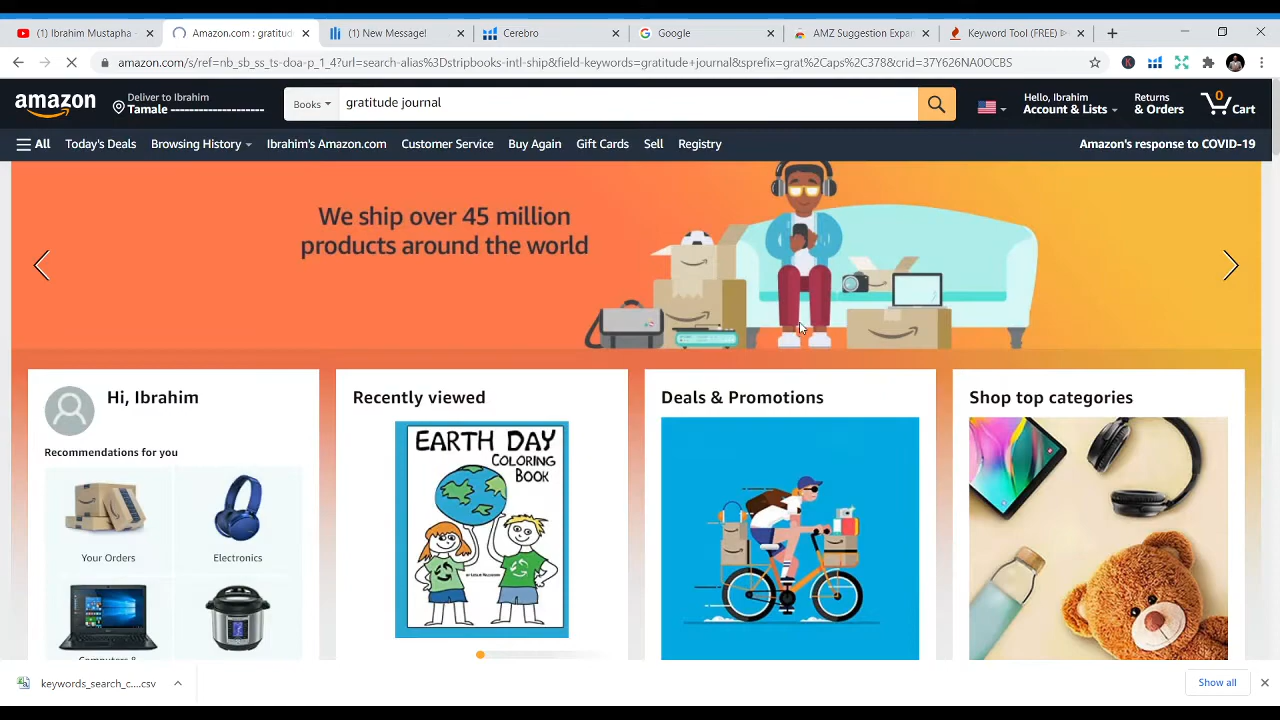 (1) Ibrahim Mustapha
Amazon.com : gratitud
(1) New Message!
Cerebro
Google
AMZ Suggestion Expan
Keyword Tool (FREE)
amazon.com/s/ref=nb_sb_ss_ts-doa-p_1_4?url=search-alias%3Dstripbooks-intl-ship&field-keywords=gratitude+journal&sprefix=grat%2Caps%2C378&crid=37Y626NA0OCBS
amazon
Deliver to Ibrahim
Tamale ------------------
Books
gratitude journal
Hello, Ibrahim
Account & Lists
Returns
& Orders
0
Cart
All
Today's Deals
Browsing History
Ibrahim's Amazon.com
Customer Service
Buy Again
Gift Cards
Sell
Registry
Amazon's response to COVID-19
We ship over 45 million
products around the world
Hi, Ibrahim
Recommendations for you
Your Orders
Electronics
Recently viewed
EARTH DAY
COLORING
BOOK
Deals & Promotions
Shop top categories
keywords_search_c....csv
Show all